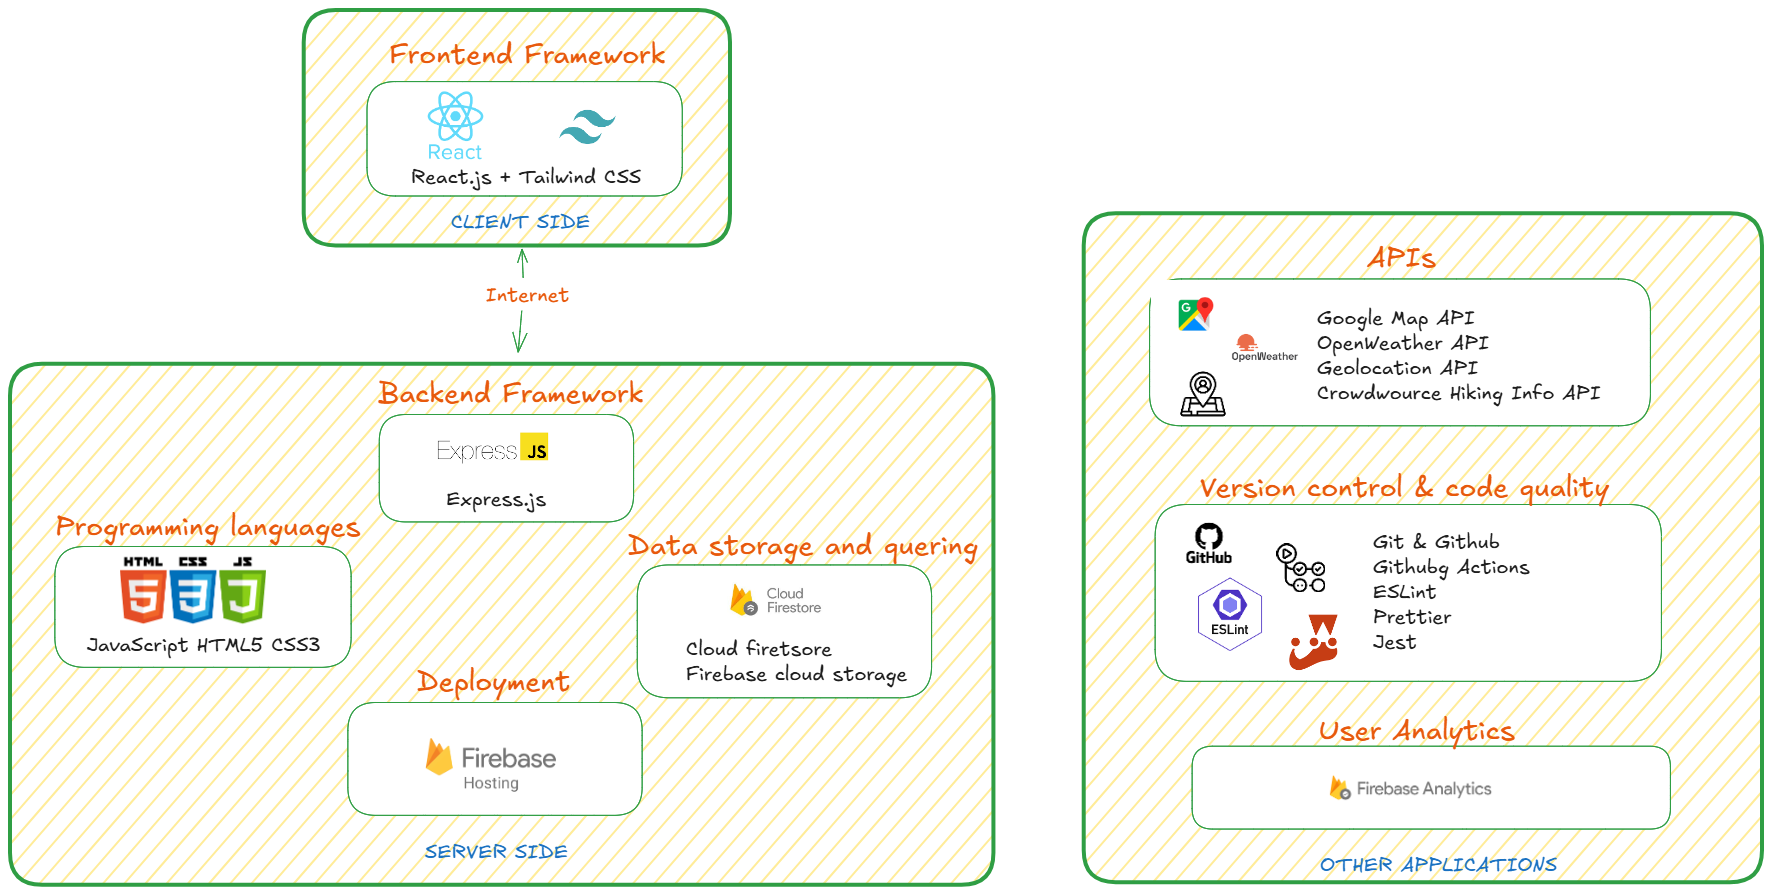 Frontend Framework
React
React.js + Tailwind CSS
CLIENT SIDE
Internet
Backend Framework
Express JS
Express.js
Programming languages
HTML CSS JS
5 3 J
JavaScript HTML5 CSS3
Data storage and quering
Cloud
Firestore
Cloud firetsore
Firebase cloud storage
Deployment
Firebase
Hosting
SERVER SIDE
APIs
G
OpenWeather
Google Map API
OpenWeather API
Geolocation API
Crowdwource Hiking Info API
Version control & code quality
GitHub
ESLint
Git & Github
Githubg Actions
ESLint
Prettier
Jest
User Analytics
Firebase Analytics
OTHER APPLICATIONS